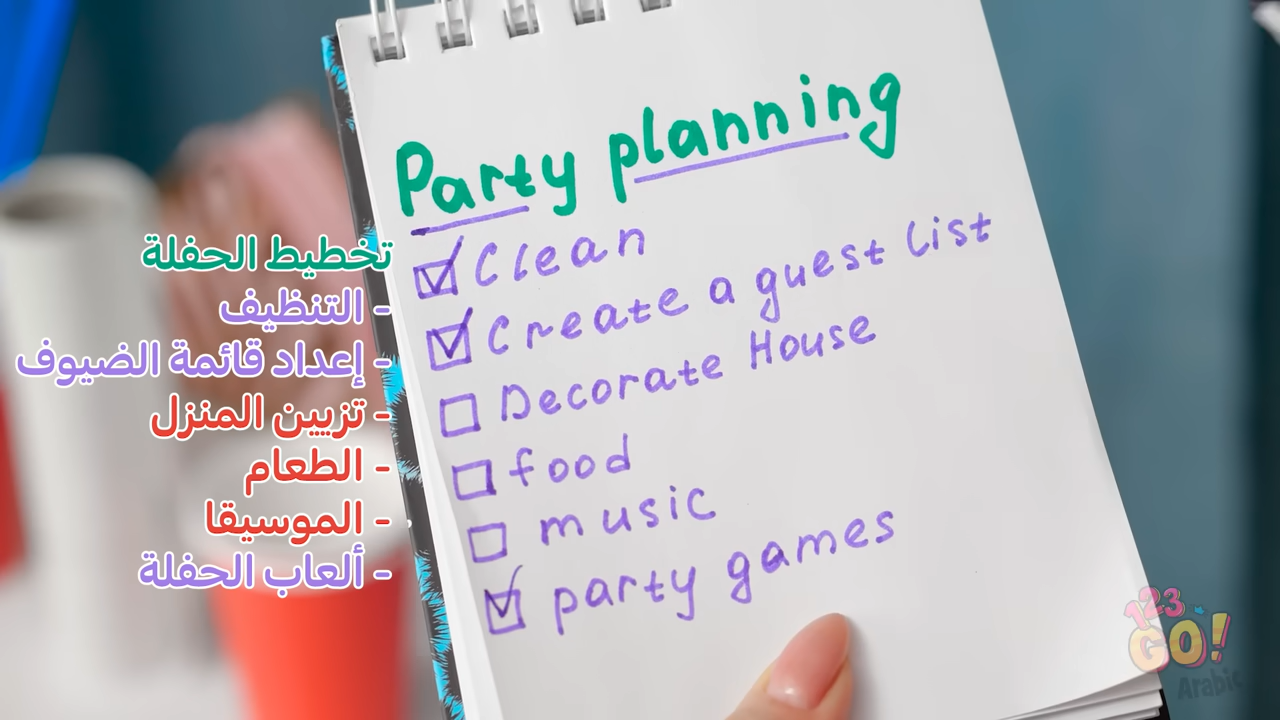 Party planning
Clean
Create a guest list
Decorate House
food
music
party games
تخطيط الحفلة
- التنظيف
- إعداد قائمة الضيوف
- تزيين المنزل
- الطعام
- الموسيقا
- ألعاب الحفلة
123
GO!
Arabic